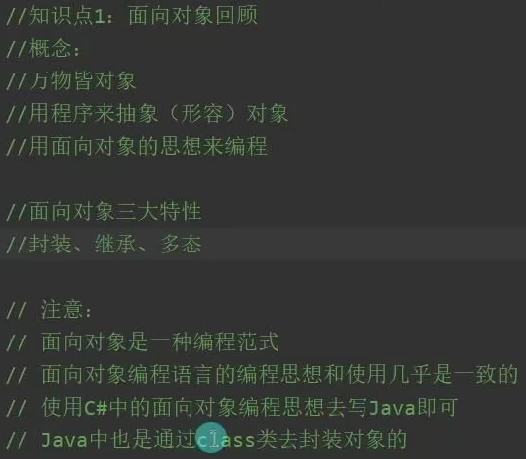 //知识点1：面向对象回顾
//概念：
//万物皆对象
//用程序来抽象（形容）对象
//用面向对象的思想来编程
//面向对象三大特性
//封装、继承、多态
// 注意：
// 面向对象是一种编程范式
// 面向对象编程语言的编程思想和使用几乎是一致的
// 使用C#中的面向对象编程思想去写Java即可
// Java中也是通过class类去封装对象的